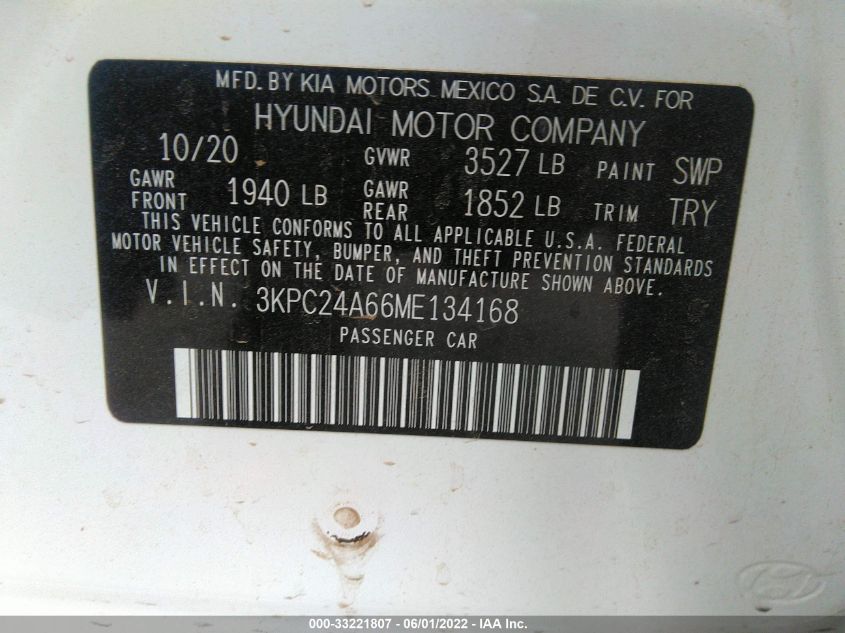 MFD. BY KIA MOTORS MEXICO S.A. DE C.V. FOR
HYUNDAI MOTOR COMPANY
10/20 GVWR 3527 LB PAINT SWP
GAWR FRONT 1940 LB GAWR REAR 1852 LB TRIM TRY
THIS VEHICLE CONFORMS TO ALL APPLICABLE U.S.A. FEDERAL
MOTOR VEHICLE SAFETY, BUMPER, AND THEFT PREVENTION STANDARDS
IN EFFECT ON THE DATE OF MANUFACTURE SHOWN ABOVE.
V.I.N. 3KPC24A66ME134168
PASSENGER CAR
000-33221807 - 06/01/2022 - IAA Inc.